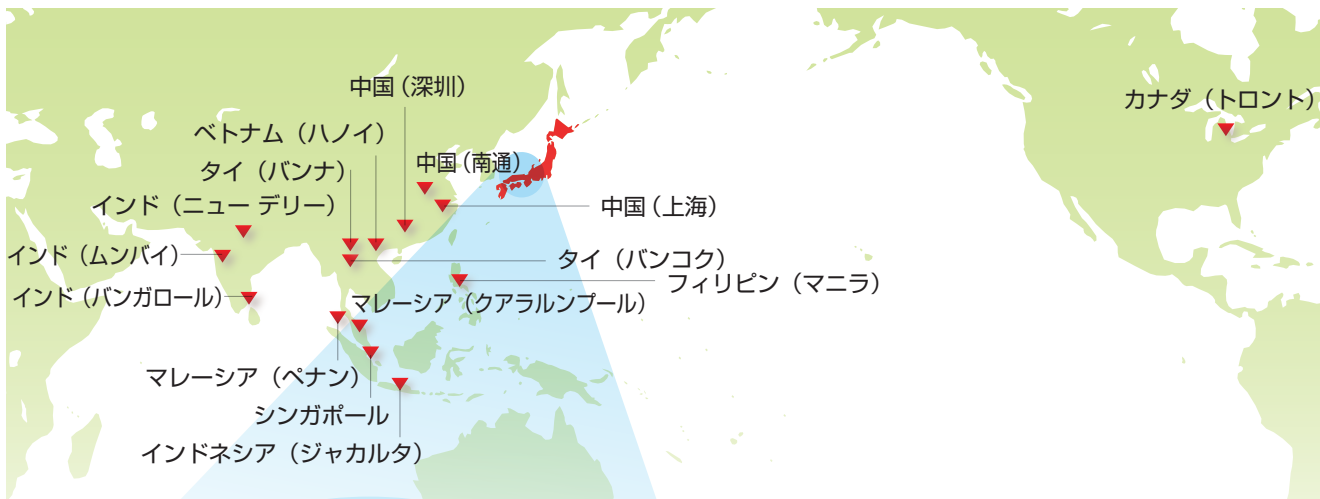 中国（深圳）
カナダ（トロント）
ベトナム（ハノイ）
中国（南通）
タイ（バンナ）
インド（ニュー デリー）
中国（上海）
インド（ムンバイ）
タイ（バンコク）
フィリピン（マニラ）
インド（バンガロール）
マレーシア（クアラルンプール）
マレーシア（ペナン）
シンガポール
インドネシア（ジャカルタ）